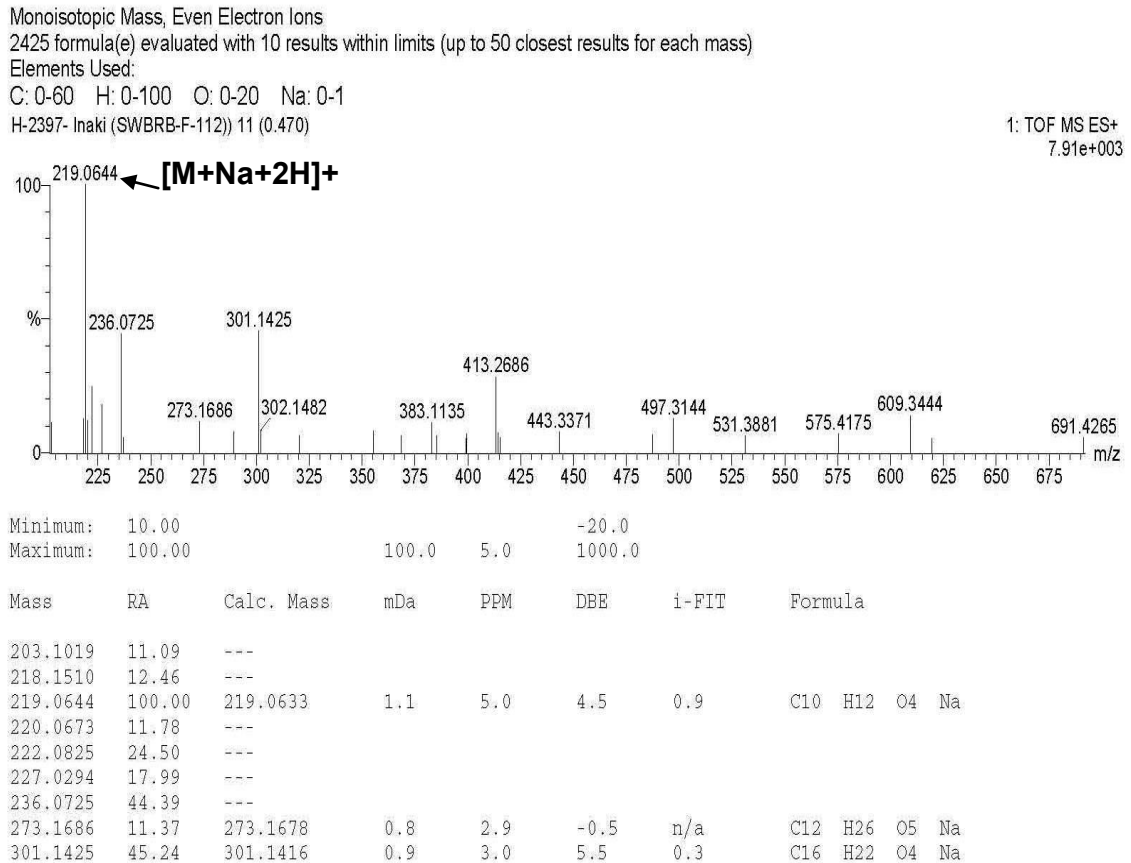 Monoisotopic Mass, Even Electron Ions
2425 formula(e) evaluated with 10 results within limits (up to 50 closest results for each mass)
Elements Used:
C: 0-60 H: 0-100 O: 0-20 Na: 0-1
H-2397- Inaki (SWBRB-F-112)) 11 (0.470)
1: TOF MS ES+
7.91e+003
219.0644 [M+Na+2H]+
100
%
236.0725 301.1425
413.2686
273.1686 302.1482 383.1135 443.3371 497.3144 531.3881 575.4175 609.3444 691.4265
0
m/z
225 250 275 300 325 350 375 400 425 450 475 500 525 550 575 600 625 650 675
Minimum: 10.00 -20.0
Maximum: 100.00 100.0 5.0 1000.0
Mass RA Calc. Mass mDa PPM DBE i-FIT Formula
203.1019 11.09 ---
218.1510 12.46 ---
219.0644 100.00 219.0633 1.1 5.0 4.5 0.9 C10 H12 O4 Na
220.0673 11.78 ---
222.0825 24.50 ---
227.0294 17.99 ---
236.0725 44.39 ---
273.1686 11.37 273.1678 0.8 2.9 -0.5 n/a C12 H26 O5 Na
301.1425 45.24 301.1416 0.9 3.0 5.5 0.3 C16 H22 O4 Na